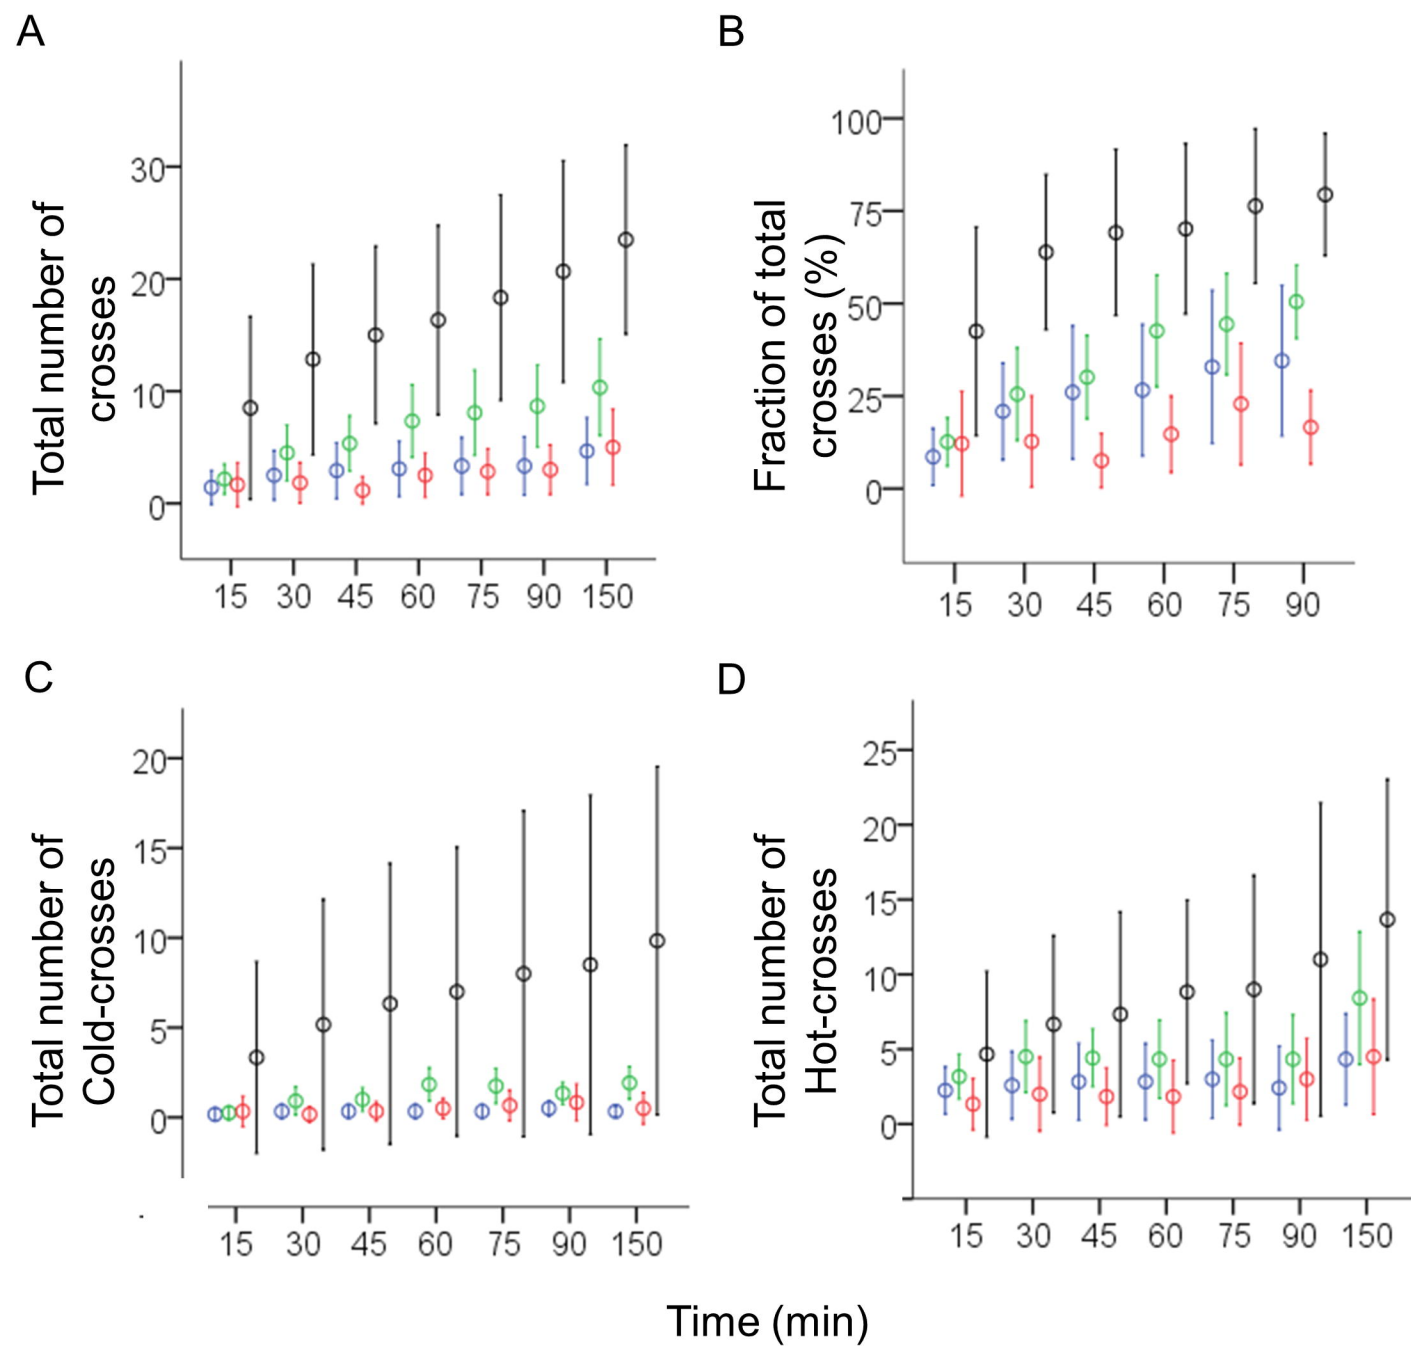 A
Total number of
crosses
30
20
10
0
15 30 45 60 75 90 150
B
Fraction of total
crosses (%)
100
75
50
25
0
15 30 45 60 75 90
C
Total number of
Cold-crosses
20
15
10
5
0
15 30 45 60 75 90 150
D
Total number of
Hot-crosses
25
20
15
10
5
0
15 30 45 60 75 90 150
Time (min)